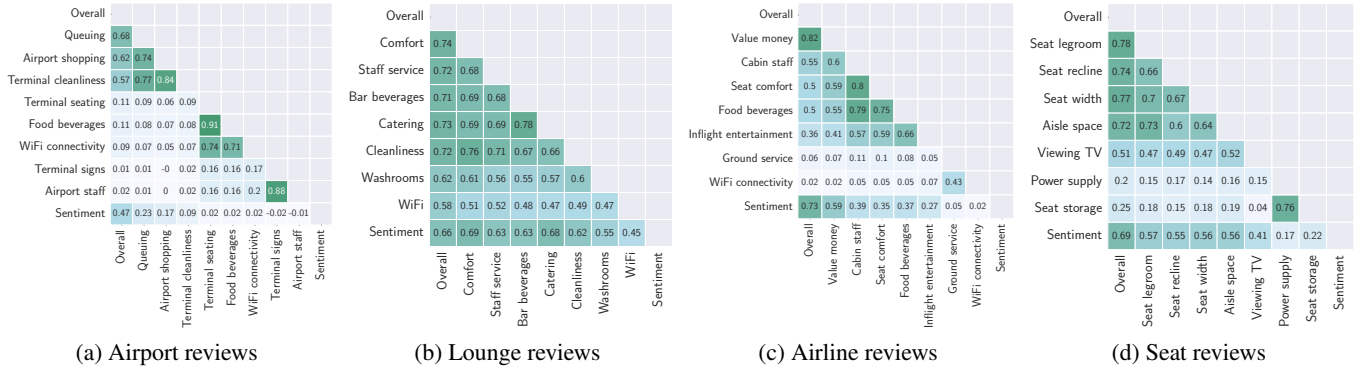 Overall
Queuing 0.68
Airport shopping 0.62 0.74
Terminal cleanliness 0.57 0.77 0.84
Terminal seating 0.11 0.09 0.06 0.09
Food beverages 0.11 0.08 0.07 0.08 0.91
WiFi connectivity 0.09 0.07 0.05 0.07 0.74 0.71
Terminal signs 0.01 0.01 -0 0.02 0.16 0.16 0.17
Airport staff 0.02 0.01 0 0.02 0.16 0.16 0.2 0.88
Sentiment 0.47 0.23 0.17 0.09 0.02 0.02 0.02 -0.02 -0.01
Overall
Queuing
Airport shopping
Terminal cleanliness
Terminal seating
Food beverages
WiFi connectivity
Terminal signs
Airport staff
Sentiment
(a) Airport reviews
Overall
Comfort 0.74
Staff service 0.72 0.68
Bar beverages 0.71 0.69 0.68
Catering 0.73 0.69 0.69 0.78
Cleanliness 0.72 0.76 0.71 0.67 0.66
Washrooms 0.62 0.61 0.56 0.55 0.57 0.6
WiFi 0.58 0.51 0.52 0.48 0.47 0.49 0.47
Sentiment 0.66 0.69 0.63 0.63 0.68 0.62 0.55 0.45
Overall
Comfort
Staff service
Bar beverages
Catering
Cleanliness
Washrooms
WiFi
Sentiment
(b) Lounge reviews
Overall
Value money 0.82
Cabin staff 0.55 0.6
Seat comfort 0.5 0.59 0.8
Food beverages 0.5 0.55 0.79 0.75
Inflight entertainment 0.36 0.41 0.57 0.59 0.66
Ground service 0.06 0.07 0.11 0.1 0.08 0.05
WiFi connectivity 0.02 0.02 0.05 0.05 0.05 0.07 0.43
Sentiment 0.73 0.59 0.39 0.35 0.37 0.27 0.05 0.02
Overall
Value money
Cabin staff
Seat comfort
Food beverages
Inflight entertainment
Ground service
WiFi connectivity
Sentiment
(c) Airline reviews
Overall
Seat legroom 0.78
Seat recline 0.74 0.66
Seat width 0.77 0.7 0.67
Aisle space 0.72 0.73 0.6 0.64
Viewing TV 0.51 0.47 0.49 0.47 0.52
Power supply 0.2 0.15 0.17 0.14 0.16 0.15
Seat storage 0.25 0.18 0.15 0.18 0.19 0.04 0.76
Sentiment 0.69 0.57 0.55 0.56 0.56 0.41 0.17 0.22
Overall
Seat legroom
Seat recline
Seat width
Aisle space
Viewing TV
Power supply
Seat storage
Sentiment
(d) Seat reviews